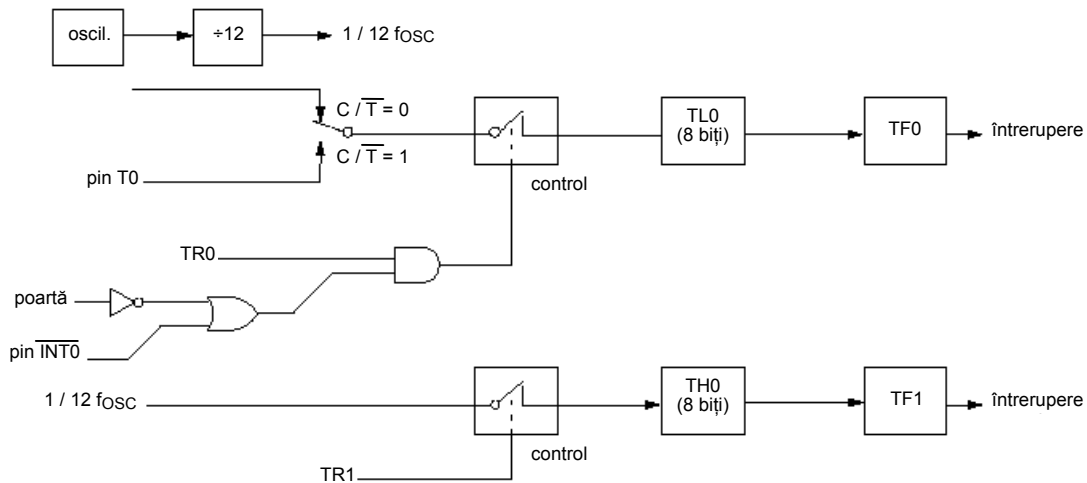 oscil.
÷12
1 / 12 fOSC
C / T̅ = 0
C / T̅ = 1
pin T0
control
TL0
(8 biți)
TF0
întrerupere
TR0
poartă
pin I̅N̅T̅0̅
1 / 12 fOSC
control
TH0
(8 biți)
TF1
întrerupere
TR1